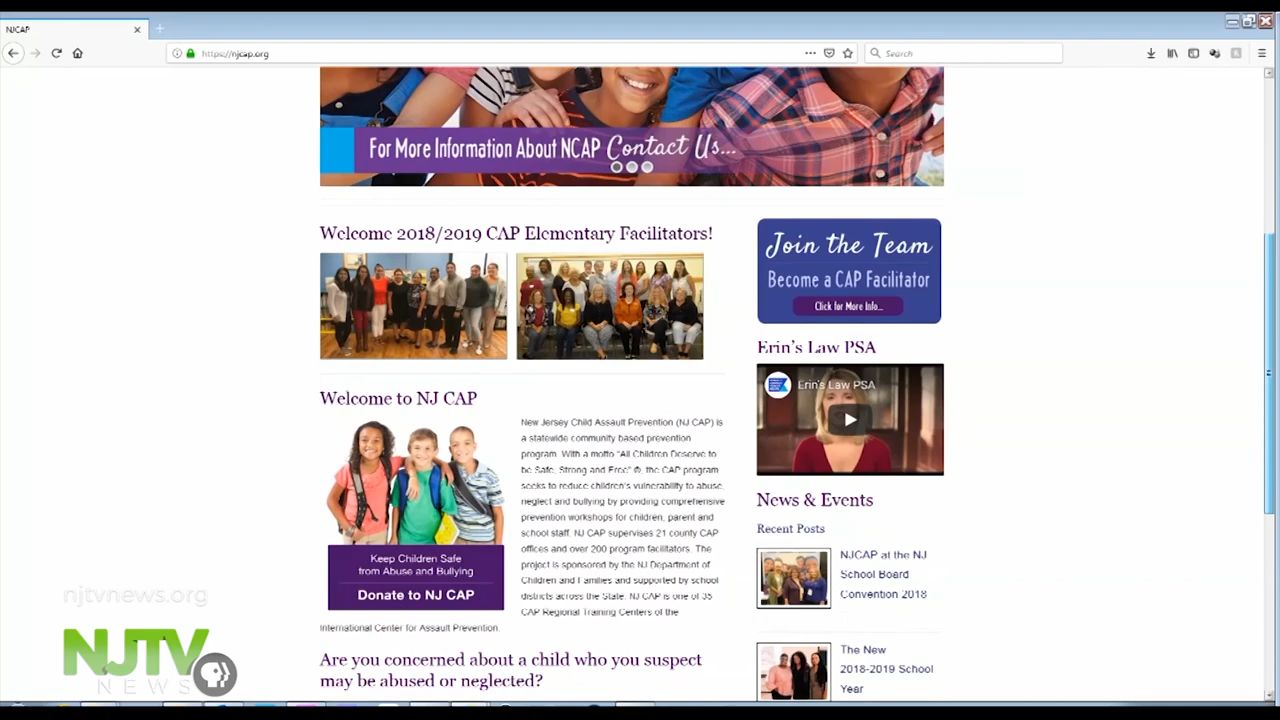 NJCAP
https://njcap.org
Search
For More Information About NCAP Contact Us...
Welcome 2018/2019 CAP Elementary Facilitators!
Join the Team
Become a CAP Facilitator
Click for More Info...
Erin's Law PSA
Erin's Law PSA
Welcome to NJ CAP
New Jersey Child Assault Prevention (NJ CAP) is
a statewide community based prevention
program. With a motto "All Children Deserve to
be Safe, Strong and Free" ®, the CAP program
seeks to reduce children's vulnerability to abuse,
neglect and bullying by providing comprehensive
prevention workshops for children, parent and
school staff. NJ CAP supervises 21 county CAP
offices and over 200 program facilitators. The
project is sponsored by the NJ Department of
Children and Families and supported by school
districts across the State. NJ CAP is one of 35
CAP Regional Training Centers of the
International Center for Assault Prevention.
Keep Children Safe
from Abuse and Bullying
Donate to NJ CAP
News & Events
Recent Posts
NJCAP at the NJ
School Board
Convention 2018
The New
2018-2019 School
Year
Are you concerned about a child who you suspect
may be abused or neglected?
njtvnews.org
NJTV
NEWS